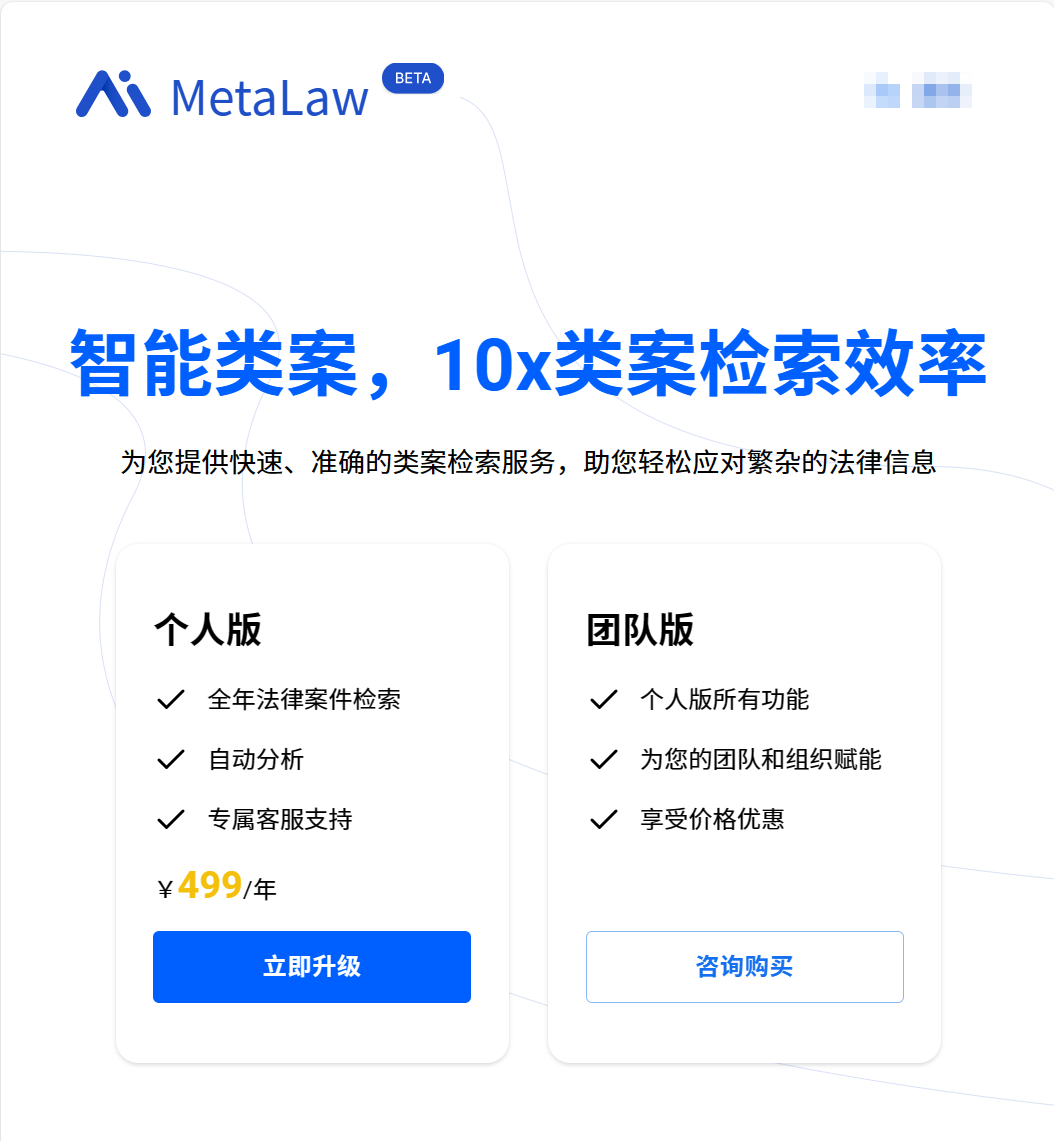 MetaLaw BETA
智能类案，10x类案检索效率
为您提供快速、准确的类案检索服务，助您轻松应对繁杂的法律信息
个人版
全年法律案件检索
自动分析
专属客服支持
￥499/年
立即升级
团队版
个人版所有功能
为您的团队和组织赋能
享受价格优惠
咨询购买